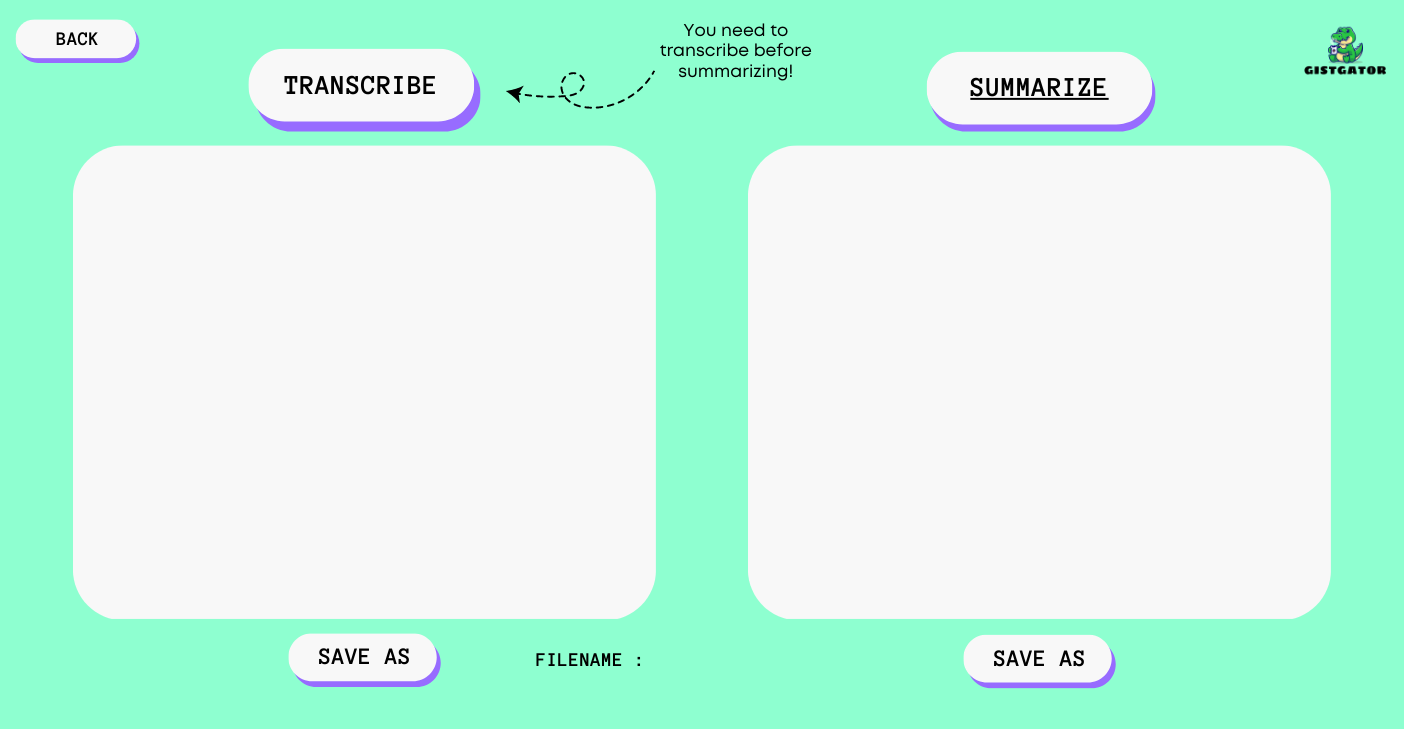 BACK
TRANSCRIBE
You need to
transcribe before
summarizing!
SUMMARIZE
GISTGATOR
SAVE AS
FILENAME :
SAVE AS